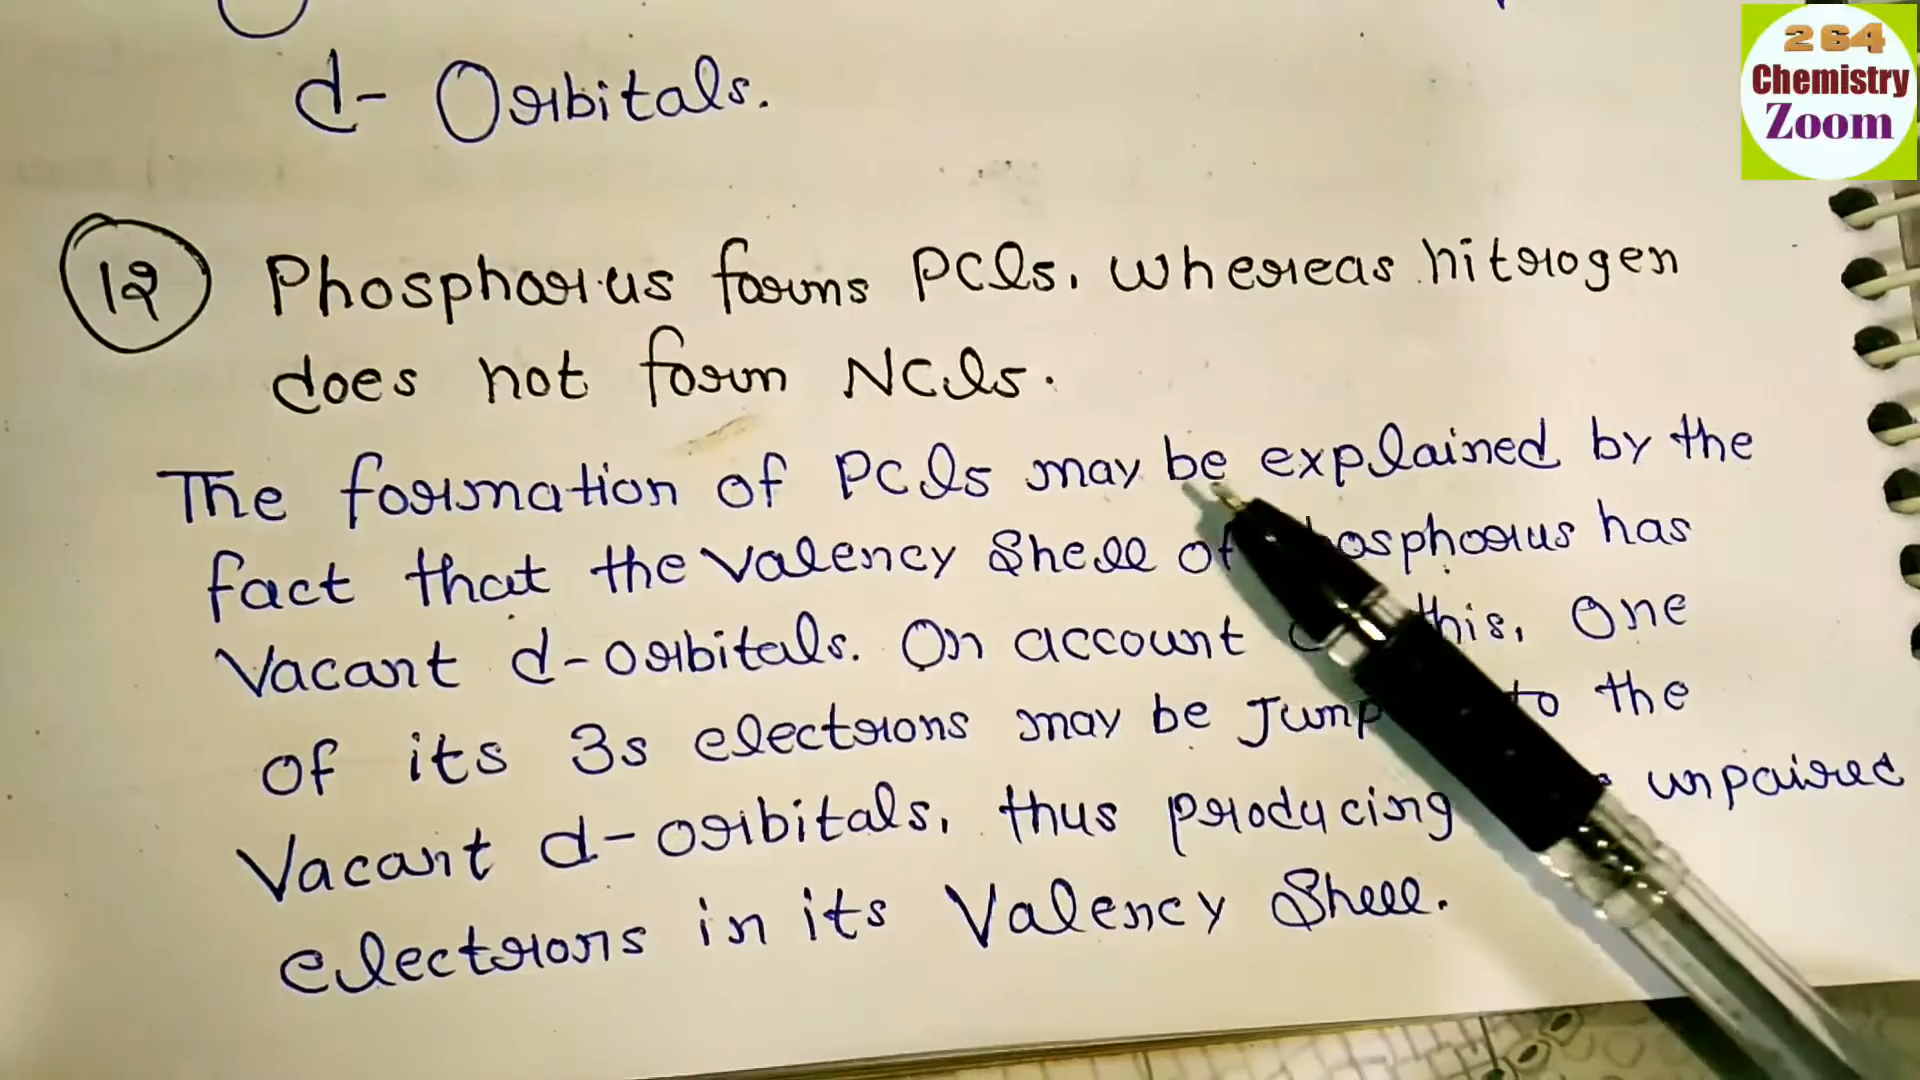 264
Chemistry
Zoom
d- Orbitals.
12 Phosphorus forms PCl5, whereas nitrogen
does not form NCl5.
The formation of PCl5 may be explained by the
fact that the Valency Shell of phosphorus has
Vacant d-orbitals. On account this, One
of its 3s electrons may be Jump to the
Vacant d-orbitals, thus producing unpaired
electrons in its Valency Shell.